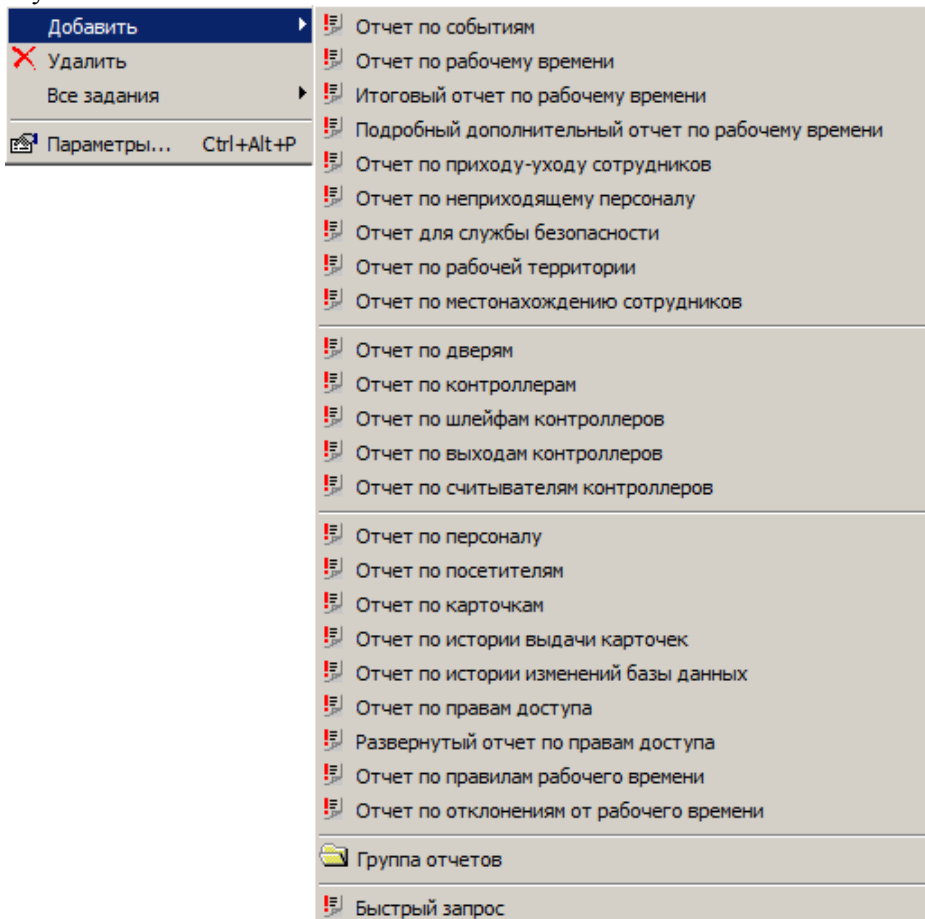 Добавить
Удалить
Все задания
Параметры... Ctrl+Alt+P
Отчет по событиям
Отчет по рабочему времени
Итоговый отчет по рабочему времени
Подробный дополнительный отчет по рабочему времени
Отчет по приходу-уходу сотрудников
Отчет по неприходящему персоналу
Отчет для службы безопасности
Отчет по рабочей территории
Отчет по местонахождению сотрудников
Отчет по дверям
Отчет по контроллерам
Отчет по шлейфам контроллеров
Отчет по выходам контроллеров
Отчет по считывателям контроллеров
Отчет по персоналу
Отчет по посетителям
Отчет по карточкам
Отчет по истории выдачи карточек
Отчет по истории изменений базы данных
Отчет по правам доступа
Развернутый отчет по правам доступа
Отчет по правилам рабочего времени
Отчет по отклонениям от рабочего времени
Группа отчетов
Быстрый запрос